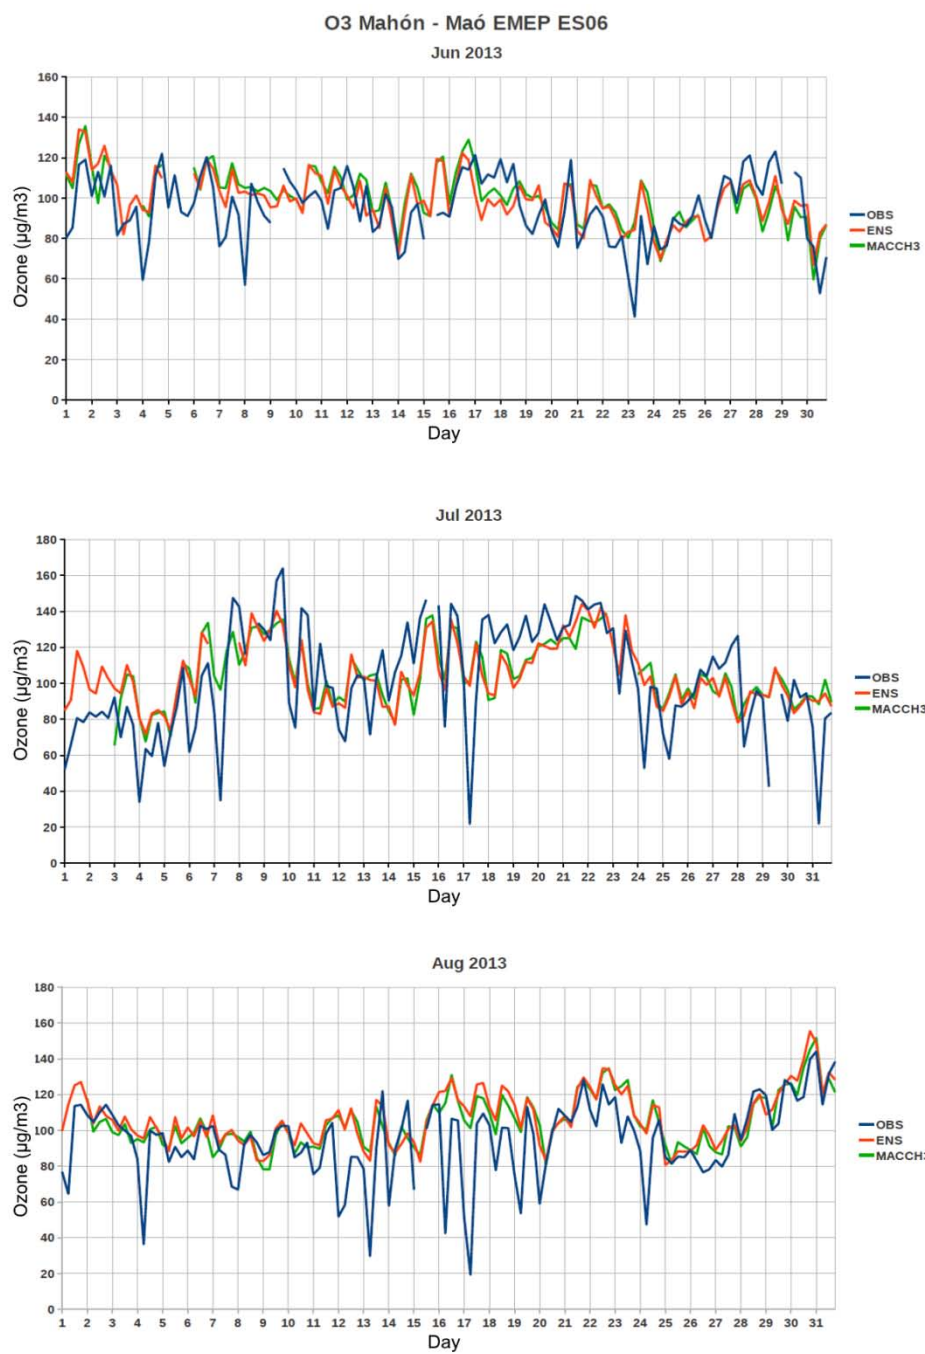 O3 Mahón - Maó EMEP ES06
Jun 2013
160
140
120
100
80
60
40
20
0
Ozone (µg/m3)
1 2 3 4 5 6 7 8 9 10 11 12 13 14 15 16 17 18 19 20 21 22 23 24 25 26 27 28 29 30
Day
OBS
ENS
MACCH3
Jul 2013
180
160
140
120
100
80
60
40
20
0
Ozone (µg/m3)
1 2 3 4 5 6 7 8 9 10 11 12 13 14 15 16 17 18 19 20 21 22 23 24 25 26 27 28 29 30 31
Day
OBS
ENS
MACCH3
Aug 2013
180
160
140
120
100
80
60
40
20
0
Ozone (µg/m3)
1 2 3 4 5 6 7 8 9 10 11 12 13 14 15 16 17 18 19 20 21 22 23 24 25 26 27 28 29 30 31
Day
OBS
ENS
MACCH3